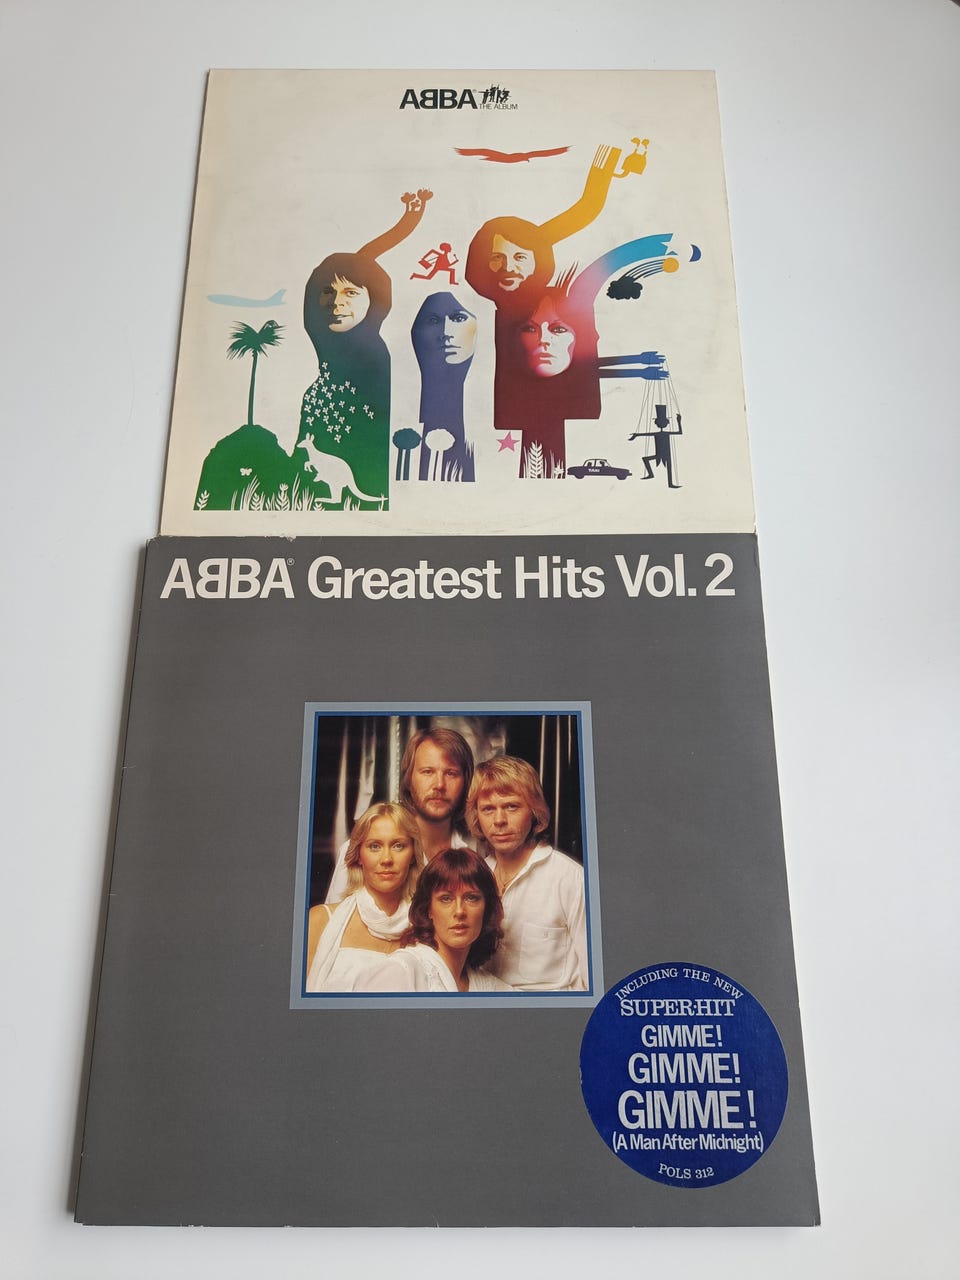 ABBA®
THE ALBUM
TAXI
ABBA® Greatest Hits Vol. 2
INCLUDING THE NEW
SUPER-HIT
GIMME!
GIMME!
GIMME!
(A Man After Midnight)
POLS 312